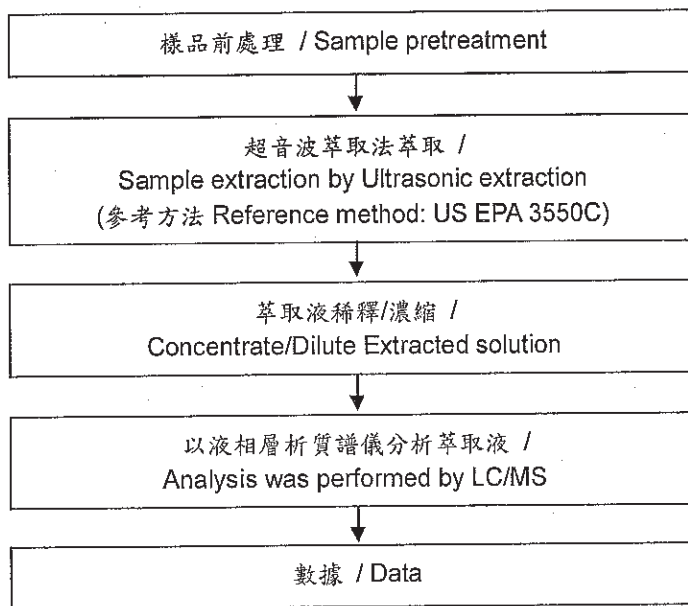 樣品前處理 / Sample pretreatment
超音波萃取法萃取 /
Sample extraction by Ultrasonic extraction
(參考方法 Reference method: US EPA 3550C)
萃取液稀釋/濃縮 /
Concentrate/Dilute Extracted solution
以液相層析質譜儀分析萃取液 /
Analysis was performed by LC/MS
數據 / Data